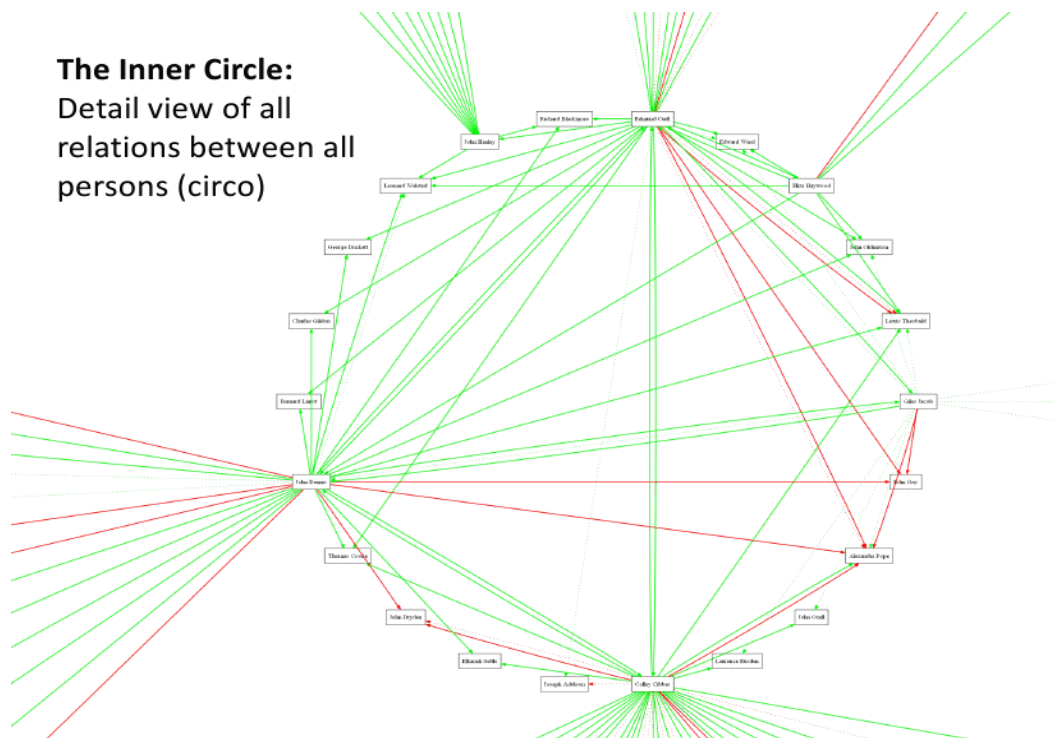 The Inner Circle:
Detail view of all
relations between all
persons (circo)
Richard Blackmore
Edmund Curll
John Henley
Edward Ward
Leonard Welsted
Eliza Haywood
George Duckett
John Oldmixon
Charles Gildon
Lewis Theobald
Bernard Lintot
Giles Jacob
John Dennis
John Gay
Thomas Cooke
Alexander Pope
John Dryden
John Ozell
Elkanah Settle
Laurence Eusden
Joseph Addison
Colley Cibber